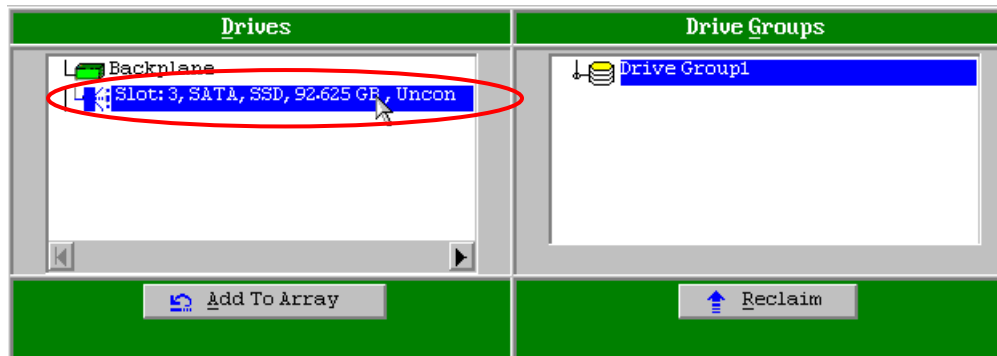 Drives
Drive Groups
Backplane
Drive Group1
Slot: 3, SATA, SSD, 92.625 GB, Uncon
Add To Array
Reclaim